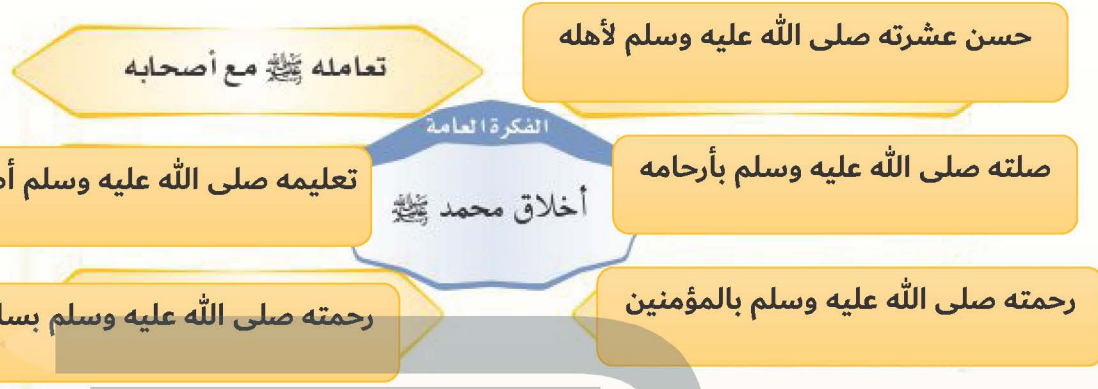 حسن عشرته صلى الله عليه وسلم لأهله
تعامله ﷺ مع أصحابه
الفكرة العامة
صلته صلى الله عليه وسلم بأرحامه
أخلاق محمد ﷺ
تعليمه صلى الله عليه وسلم
رحمته صلى الله عليه وسلم بالمؤمنين
رحمته صلى الله عليه وسلم